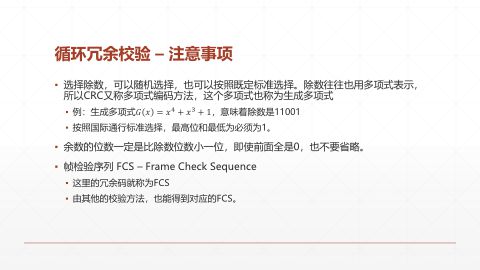 循环冗余校验 – 注意事项
▪ 选择除数，可以随机选择，也可以按照既定标准选择。除数往往也用多项式表示，
所以CRC又称多项式编码方法，这个多项式也称为生成多项式
▪ 例：生成多项式G(x) = x⁴ + x³ + 1，意味着除数是11001
▪ 按照国际通行标准选择，最高位和最低为必须为1。
▪ 余数的位数一定是比除数位数小一位，即使前面全是0，也不要省略。
▪ 帧检验序列 FCS – Frame Check Sequence
▪ 这里的冗余码就称为FCS
▪ 由其他的校验方法，也能得到对应的FCS。